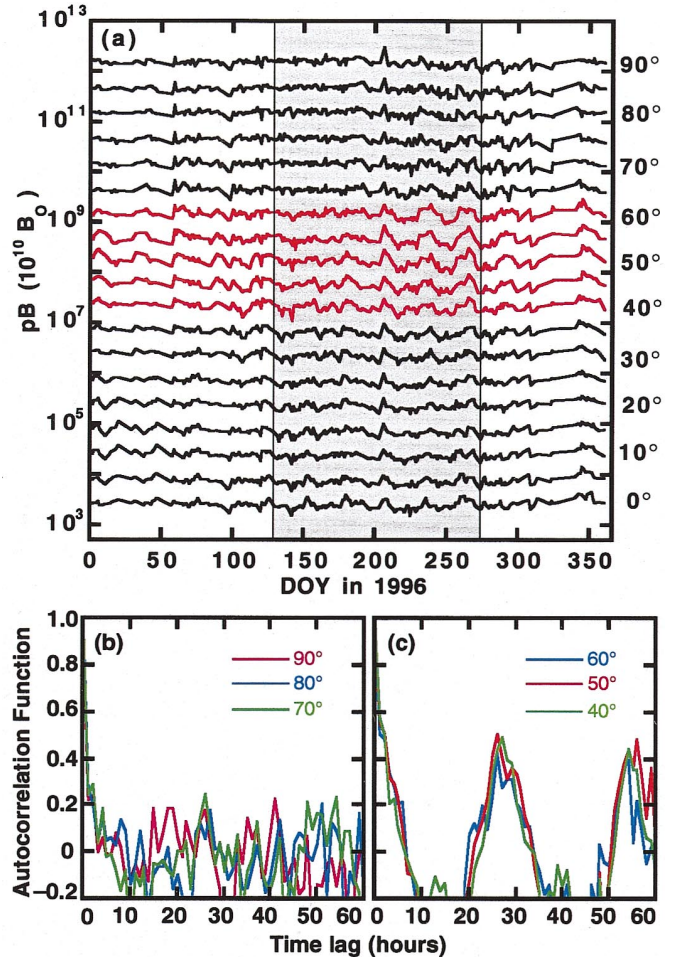 (a)
10^13
10^11
10^9
10^7
10^5
10^3
pB (10^10 B_O)
90°
80°
70°
60°
50°
40°
30°
20°
10°
0°
0 50 100 150 200 250 300 350
DOY in 1996
(b)
1.0
0.8
0.6
0.4
0.2
0
−0.2
Autocorrelation Function
90°
80°
70°
0 10 20 30 40 50 60
(c)
60°
50°
40°
0 10 20 30 40 50 60
Time lag (hours)